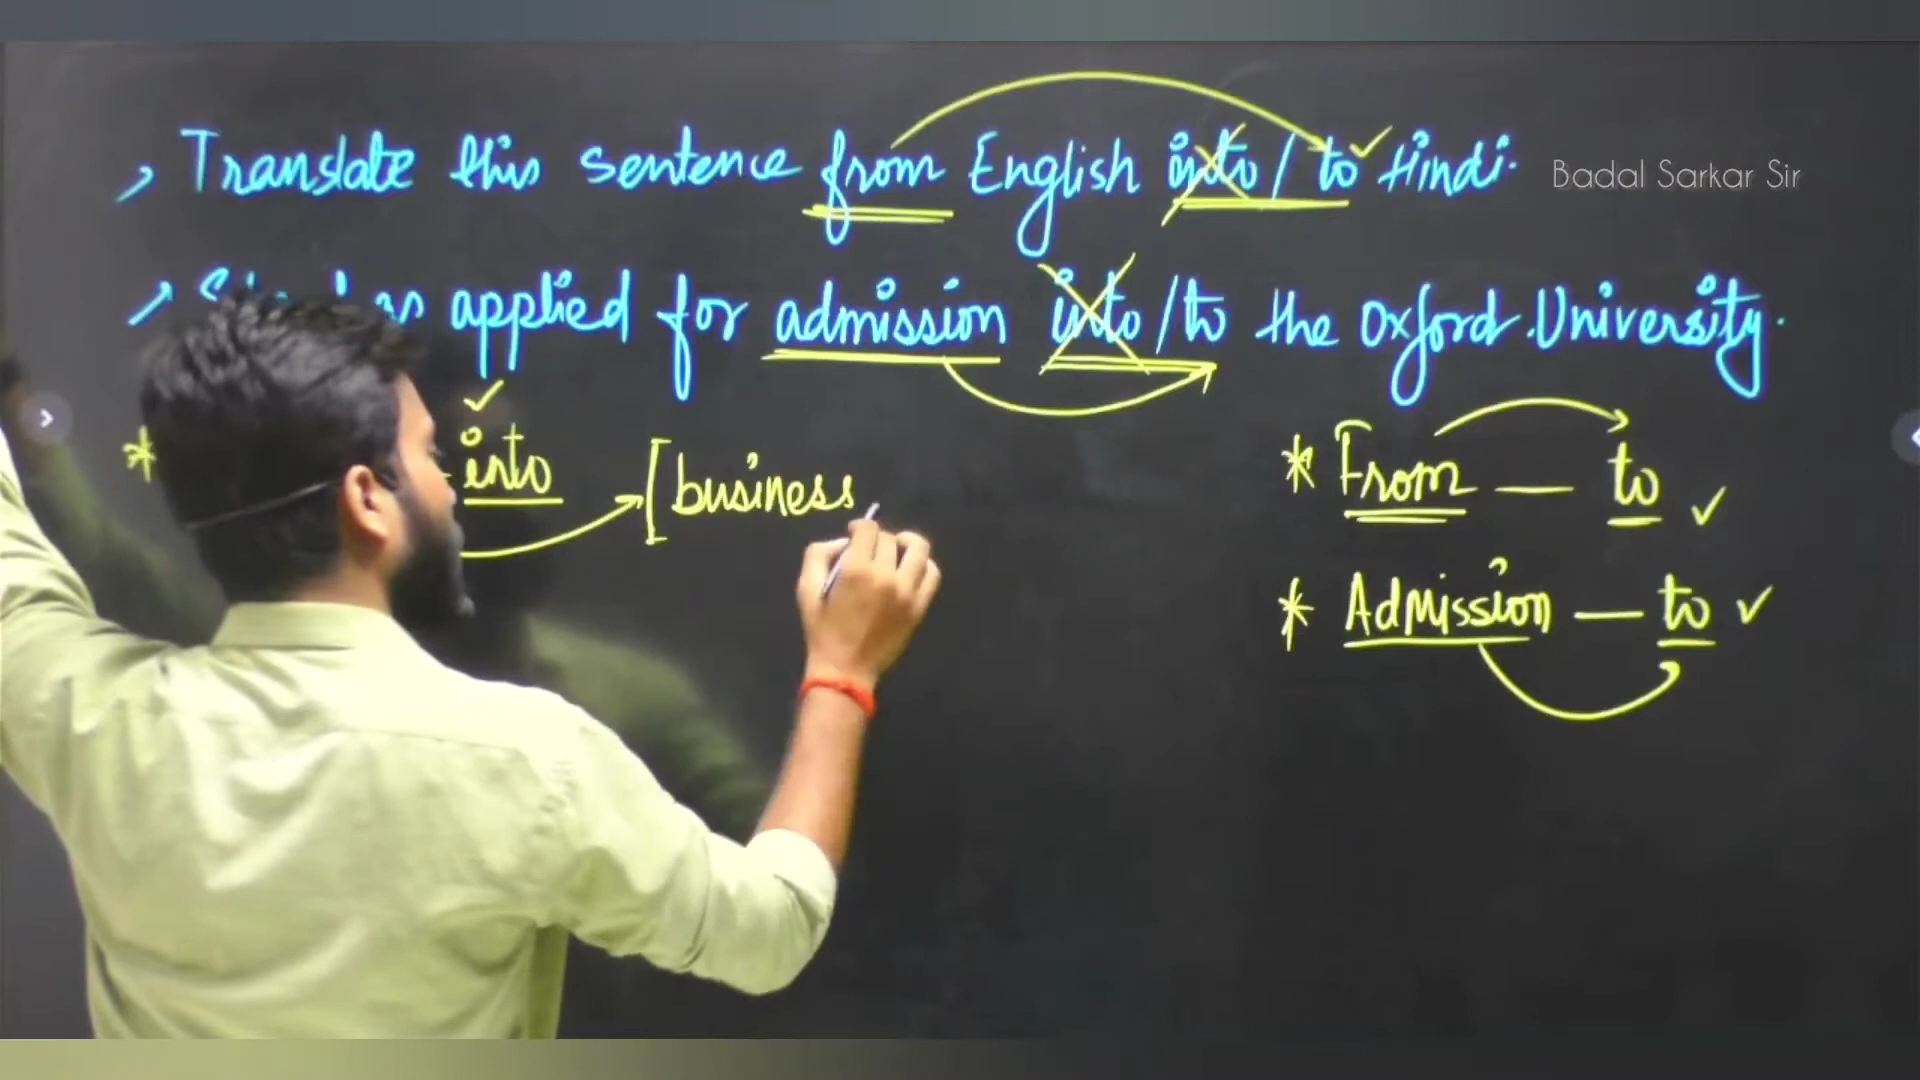 Translate this sentence from English into / to Hindi.
Badal Sarkar Sir
applied for admission into / to the Oxford University.
* into [business
* From — to
* Admission — to